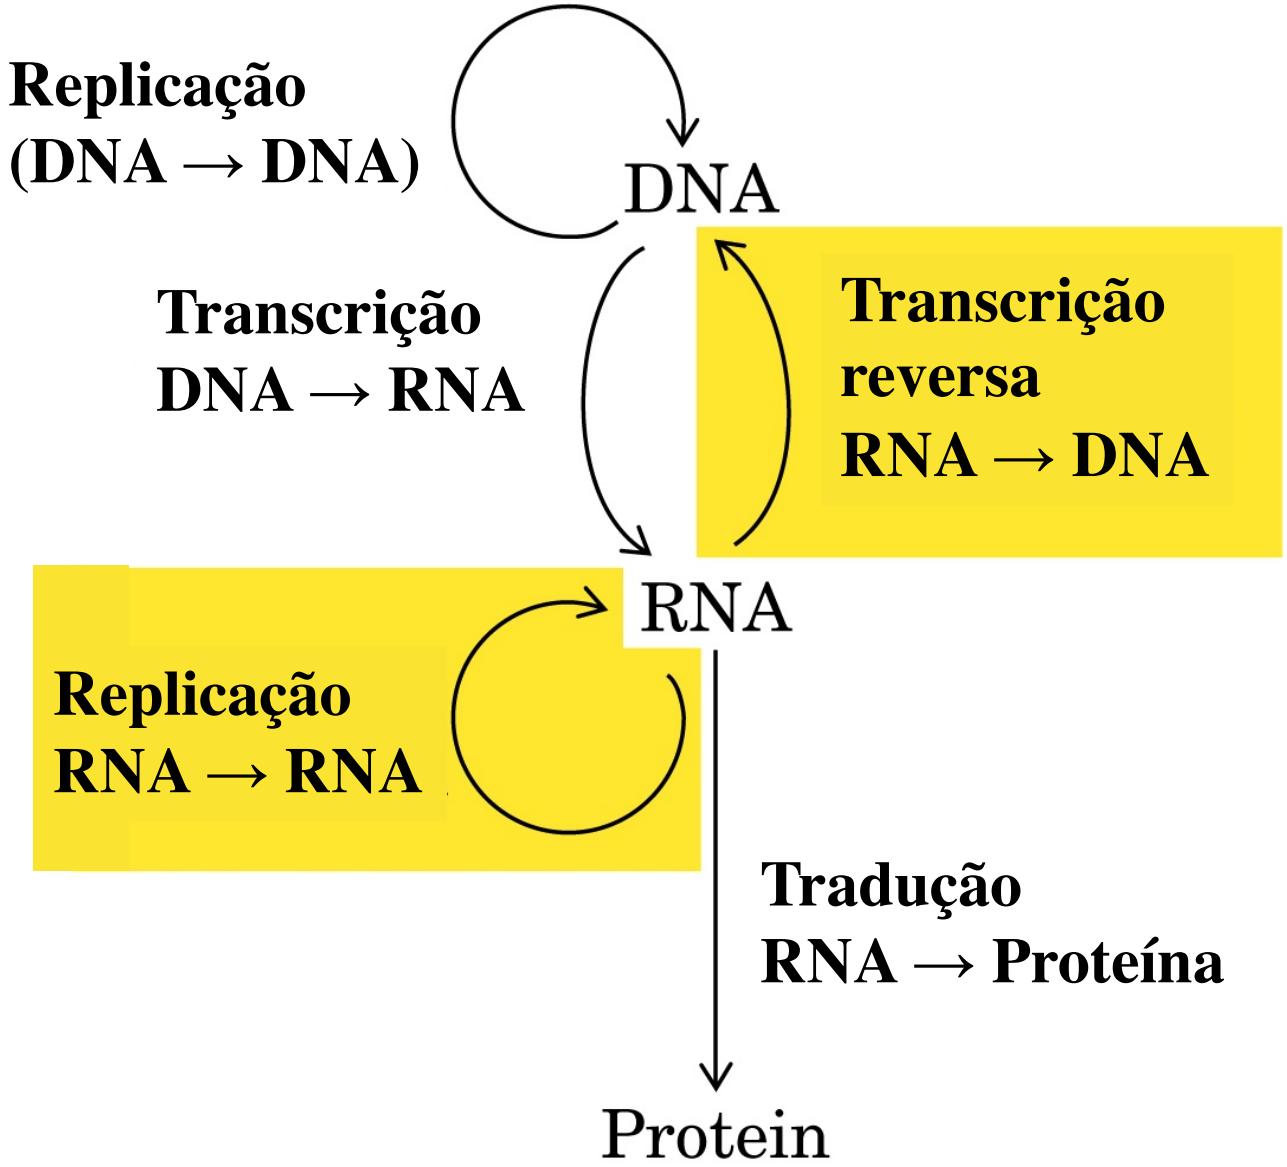 Replicação
(DNA → DNA)
DNA
Transcrição
DNA → RNA
Transcrição
reversa
RNA → DNA
RNA
Replicação
RNA → RNA
Tradução
RNA → Proteína
Protein